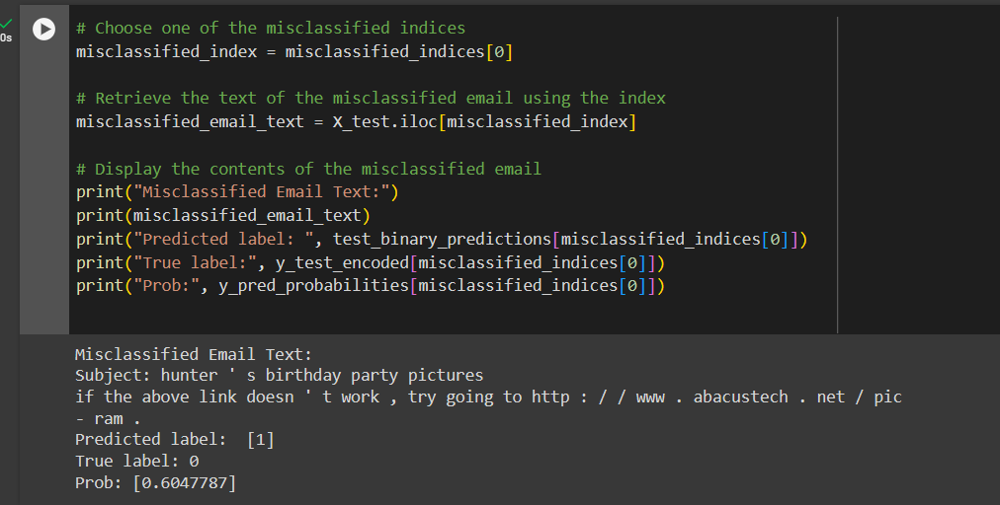 0s
# Choose one of the misclassified indices
misclassified_index = misclassified_indices[0]
# Retrieve the text of the misclassified email using the index
misclassified_email_text = X_test.iloc[misclassified_index]
# Display the contents of the misclassified email
print("Misclassified Email Text:")
print(misclassified_email_text)
print("Predicted label: ", test_binary_predictions[misclassified_indices[0]])
print("True label:", y_test_encoded[misclassified_indices[0]])
print("Prob:", y_pred_probabilities[misclassified_indices[0]])
Misclassified Email Text:
Subject: hunter ' s birthday party pictures
if the above link doesn ' t work , try going to http : / / www . abacustech . net / pic
- ram .
Predicted label:  [1]
True label: 0
Prob: [0.6047787]